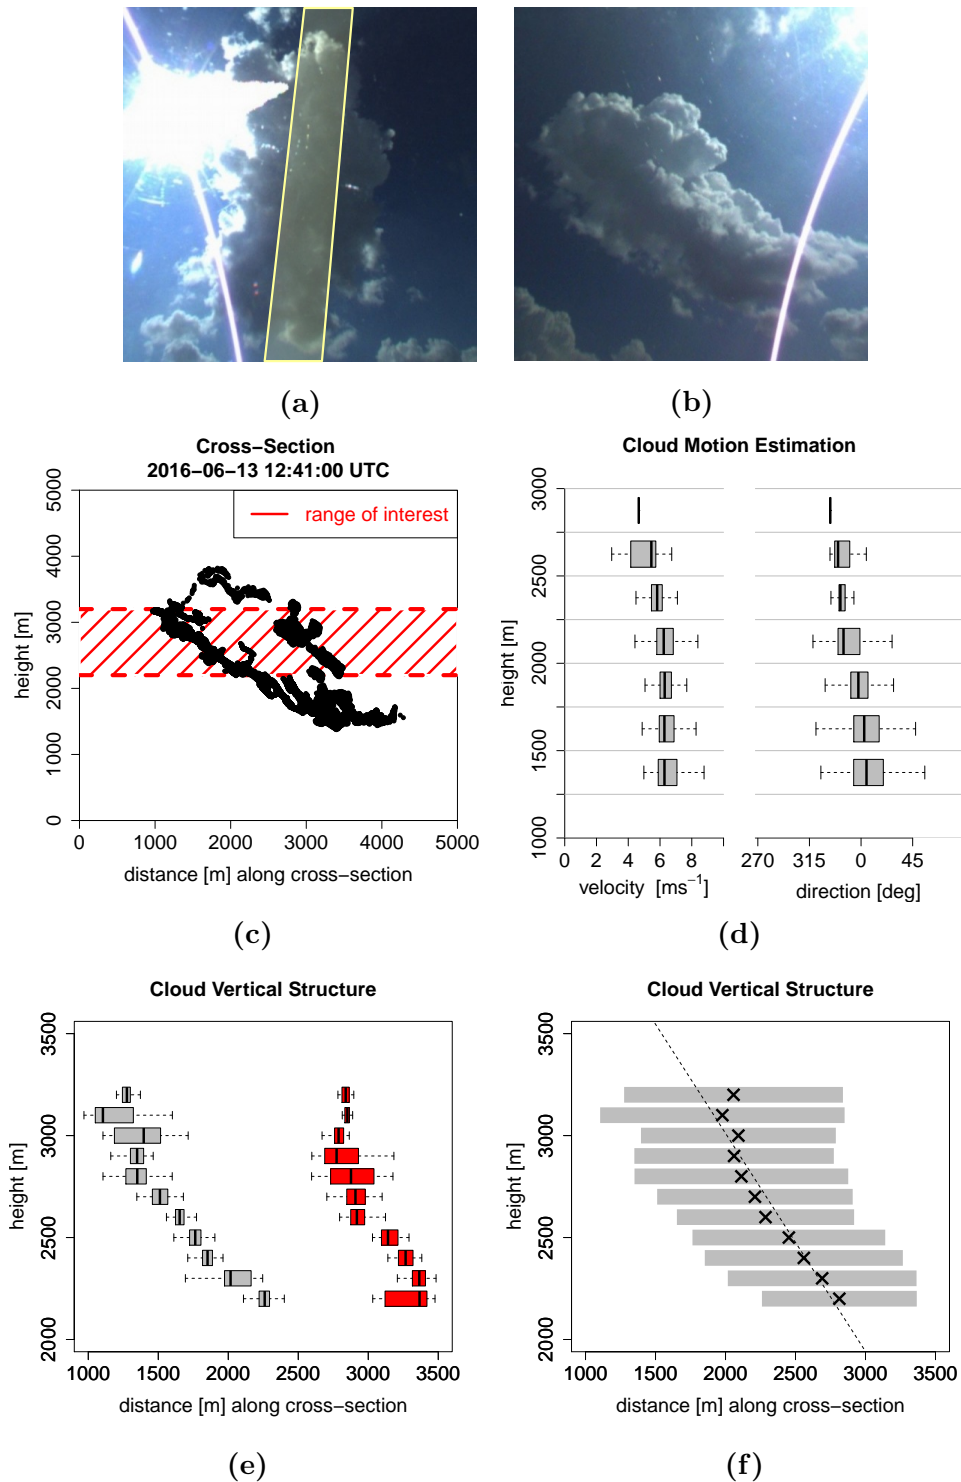 (a)
(b)
Cross−Section
2016−06−13 12:41:00 UTC
range of interest
5000
4000
3000
2000
1000
0
height [m]
0 1000 2000 3000 4000 5000
distance [m] along cross−section
(c)
Cloud Motion Estimation
3000
2500
2000
1500
1000
height [m]
0 2 4 6 8
velocity [ms−1]
270 315 0 45
direction [deg]
(d)
Cloud Vertical Structure
3500
3000
2500
2000
height [m]
1000 1500 2000 2500 3000 3500
distance [m] along cross−section
(e)
Cloud Vertical Structure
3500
3000
2500
2000
height [m]
1000 1500 2000 2500 3000 3500
distance [m] along cross−section
(f)